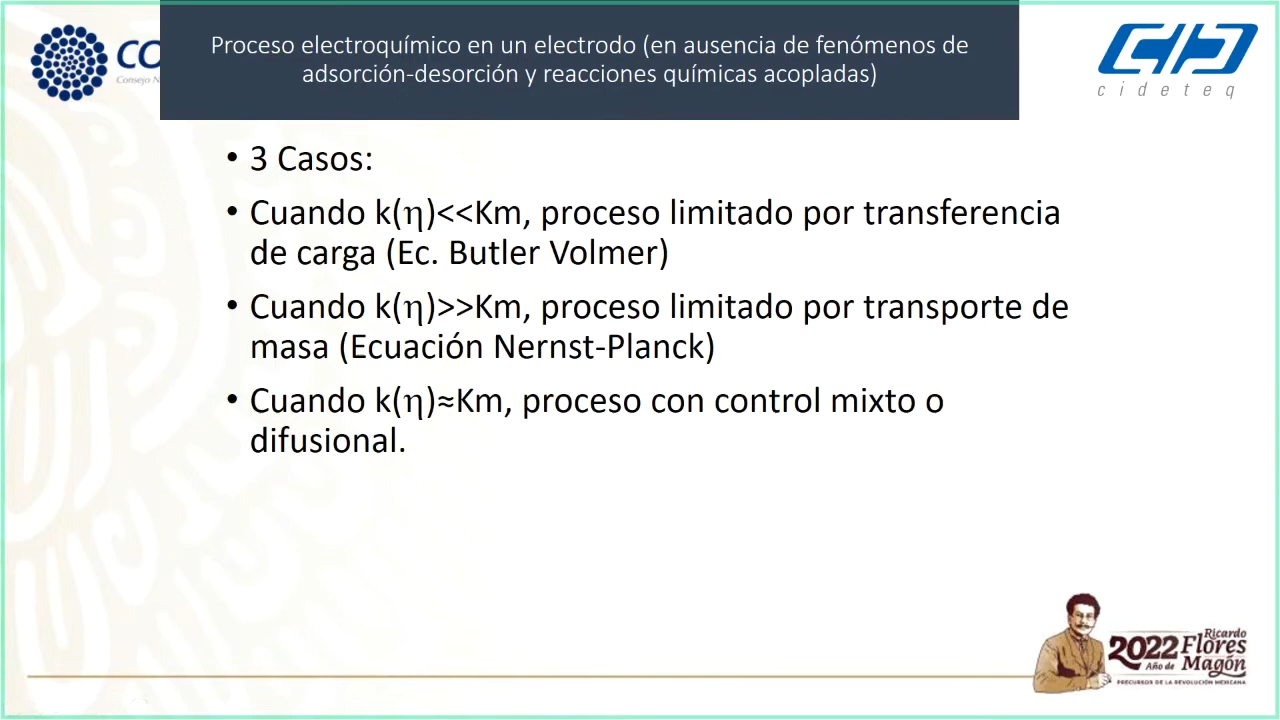 Proceso electroquímico en un electrodo (en ausencia de fenómenos de
adsorción-desorción y reacciones químicas acopladas)
CO
Consejo N
cideteq
• 3 Casos:
• Cuando k(η)<<Km, proceso limitado por transferencia
de carga (Ec. Butler Volmer)
• Cuando k(η)>>Km, proceso limitado por transporte de
masa (Ecuación Nernst-Planck)
• Cuando k(η)≈Km, proceso con control mixto o
difusional.
2022 Ricardo
Año de Flores
Magón
PRECURSOR DE LA REVOLUCIÓN MEXICANA